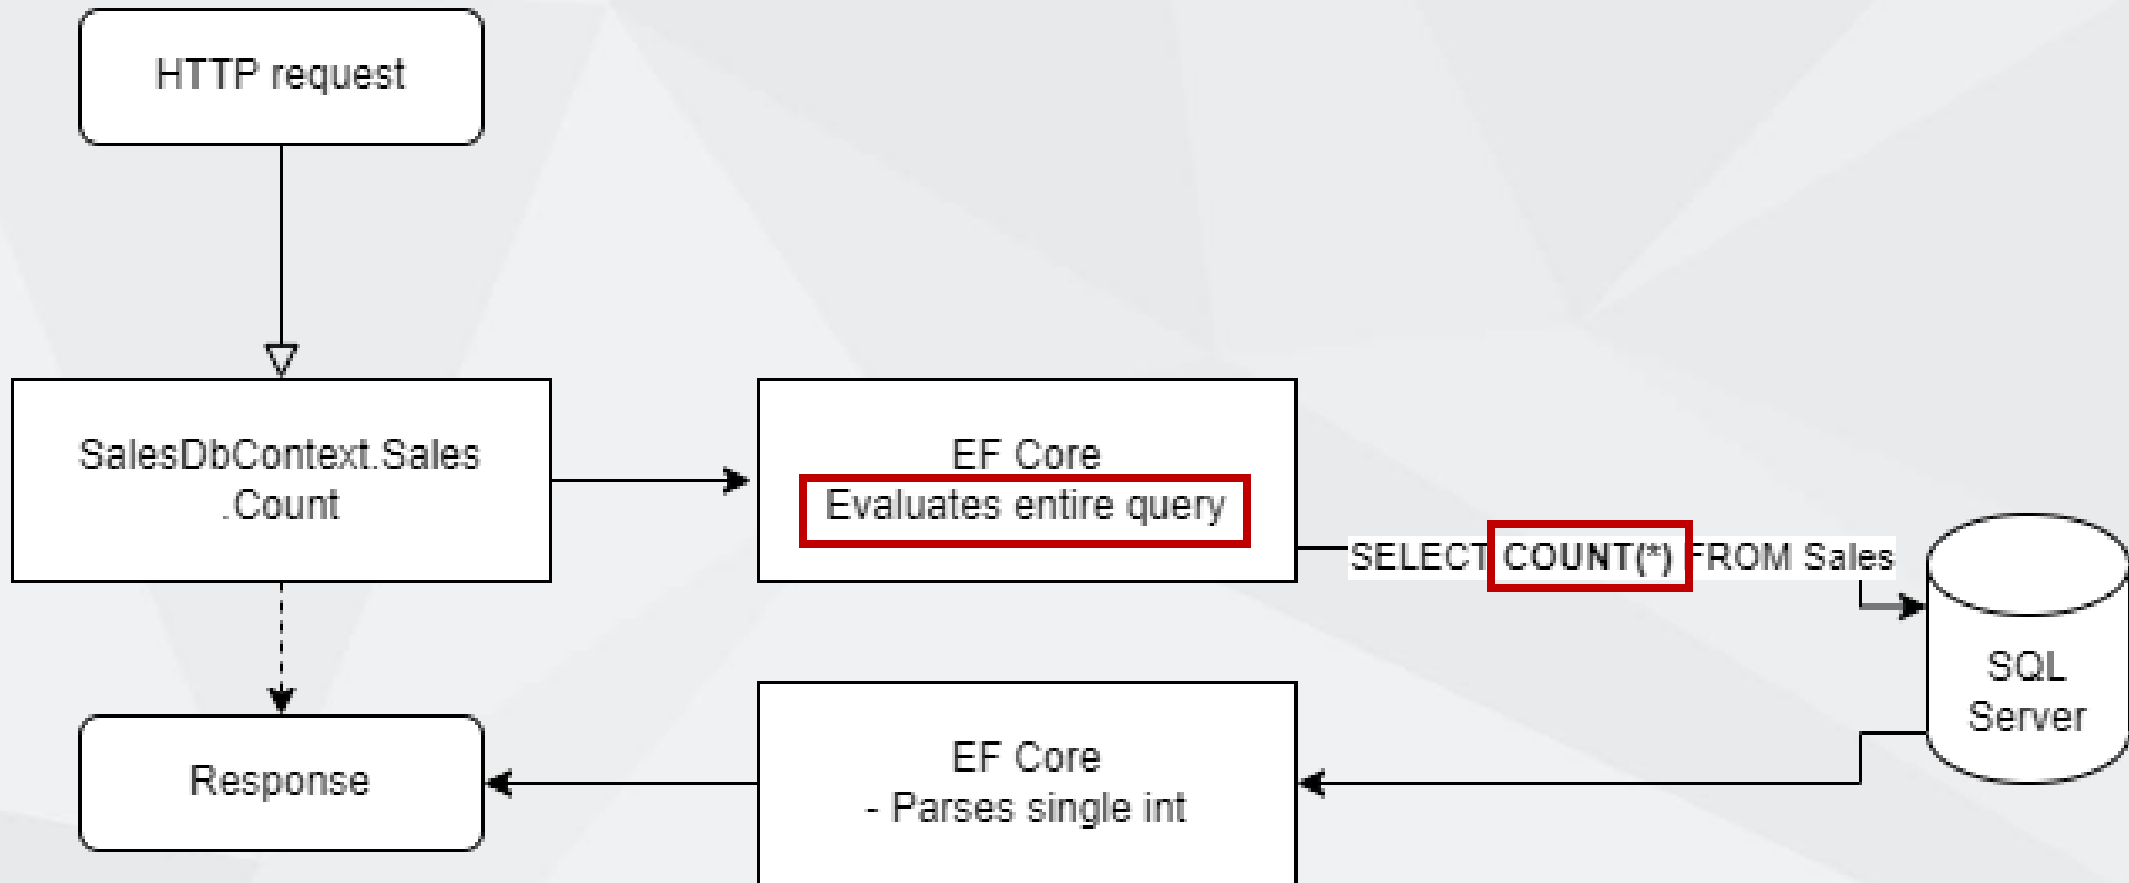 HTTP request
SalesDbContext.Sales
.Count
EF Core
Evaluates entire query
SELECT COUNT(*) FROM Sales
SQL
Server
EF Core
- Parses single int
Response